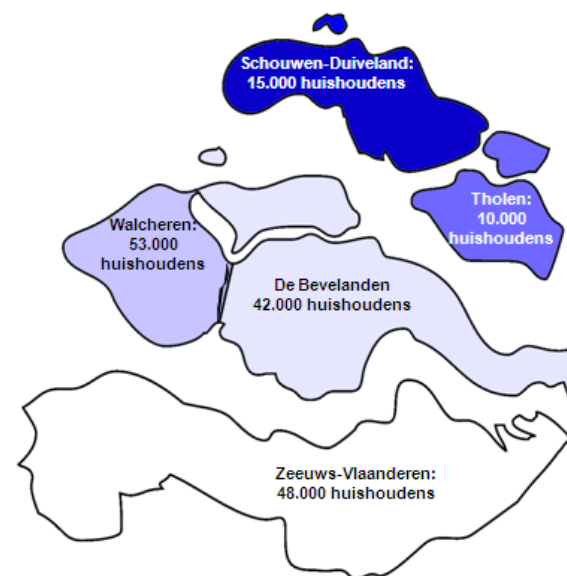 Schouwen-Duiveland:
15.000 huishoudens
Tholen:
10.000
huishoudens
Walcheren:
53.000
huishoudens
De Bevelanden
42.000 huishoudens
Zeeuws-Vlaanderen:
48.000 huishoudens